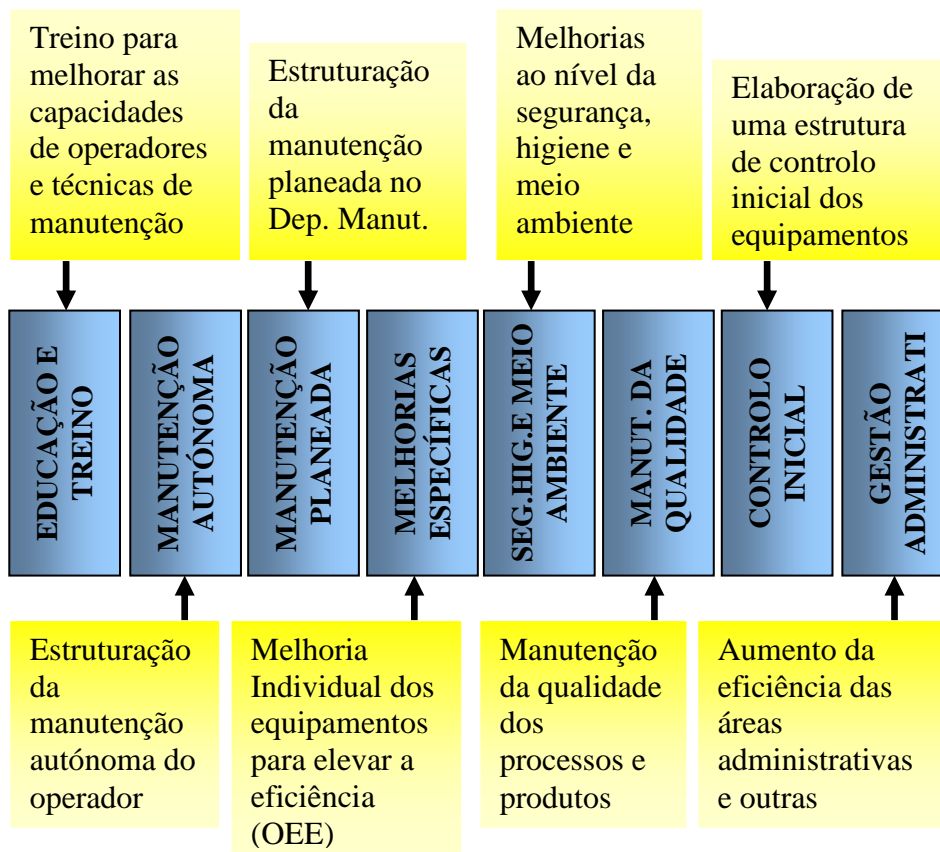 Treino para
melhorar as
capacidades
de operadores
e técnicas de
manutenção
Estruturação
da
manutenção
planeada no
Dep. Manut.
Melhorias
ao nível da
segurança,
higiene e
meio
ambiente
Elaboração de
uma estrutura
de controlo
inicial dos
equipamentos
EDUCAÇÃO E
TREINO
MANUTENÇÃO
AUTÓNOMA
MANUTENÇÃO
PLANEADA
MELHORIAS
ESPECÍFICAS
SEG.HIG.E MEIO
AMBIENTE
MANUT. DA
QUALIDADE
CONTROLO
INICIAL
GESTÃO
ADMINISTRATI
Estruturação
da
manutenção
autónoma do
operador
Melhoria
Individual dos
equipamentos
para elevar a
eficiência
(OEE)
Manutenção
da qualidade
dos
processos e
produtos
Aumento da
eficiência das
áreas
administrativas
e outras